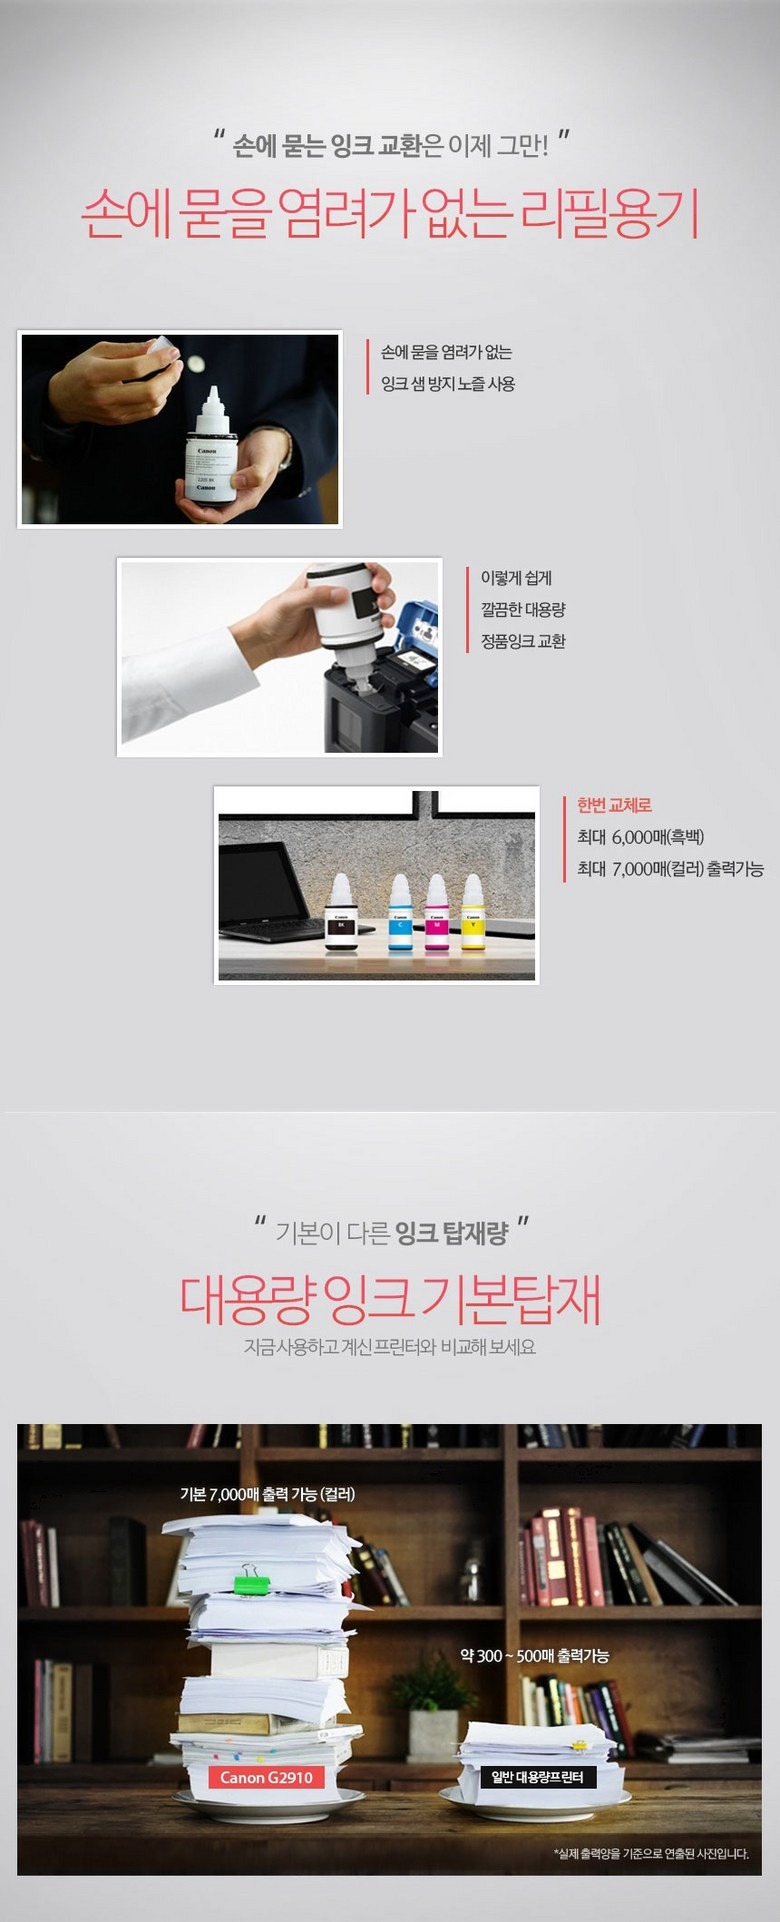 “ 손에 묻는 잉크 교환은 이제 그만! ”
손에 묻을 염려가 없는 리필용기
손에 묻을 염려가 없는
잉크 샘 방지 노즐 사용
Canon
Canon
이렇게 쉽게
깔끔한 대용량
정품잉크 교환
한번 교체로
최대 6,000매(흑백)
최대 7,000매(컬러) 출력가능
Canon Canon Canon Canon
BK C M Y
“ 기본이 다른 잉크 탑재량 ”
대용량 잉크 기본탑재
지금 사용하고 계신 프린터와 비교해 보세요
기본 7,000매 출력 가능 (컬러)
약 300 ~ 500매 출력가능
Canon G2910
일반 대용량프린터
*실제 출력양을 기준으로 연출된 사진입니다.